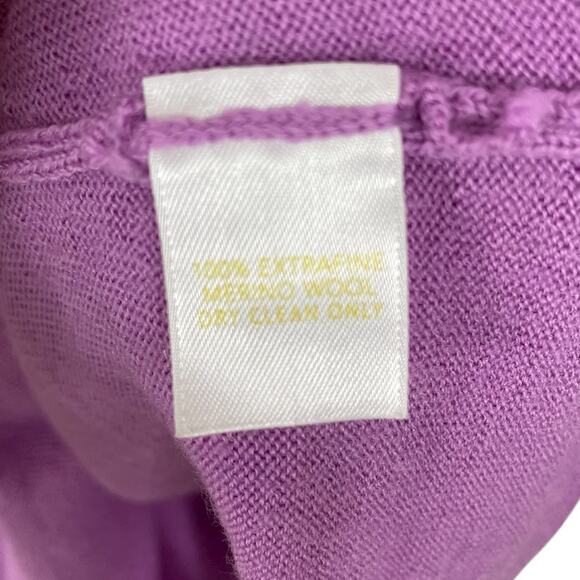 100% EXTRAFINE
MERINO WOOL
DRY CLEAN ONLY